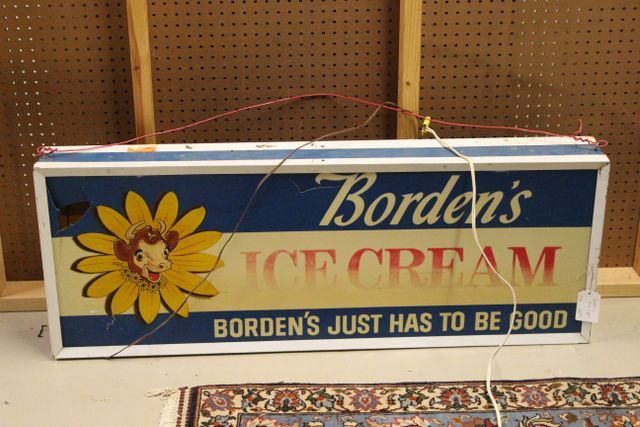 Borden's
ICE CREAM
BORDEN'S JUST HAS TO BE GOOD